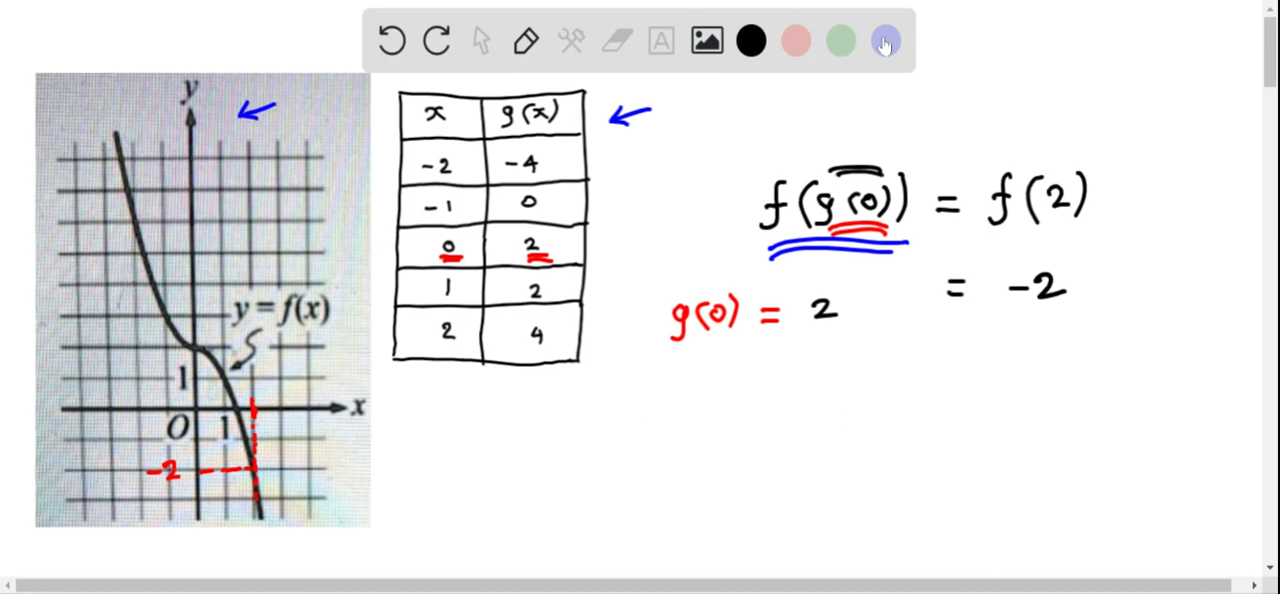 y
y = f(x)
1
x
O 1
-2
x g(x)
-2 -4
-1 0
0 2
1 2
2 4
f(g(0)) = f(2)
= -2
g(0) = 2
A